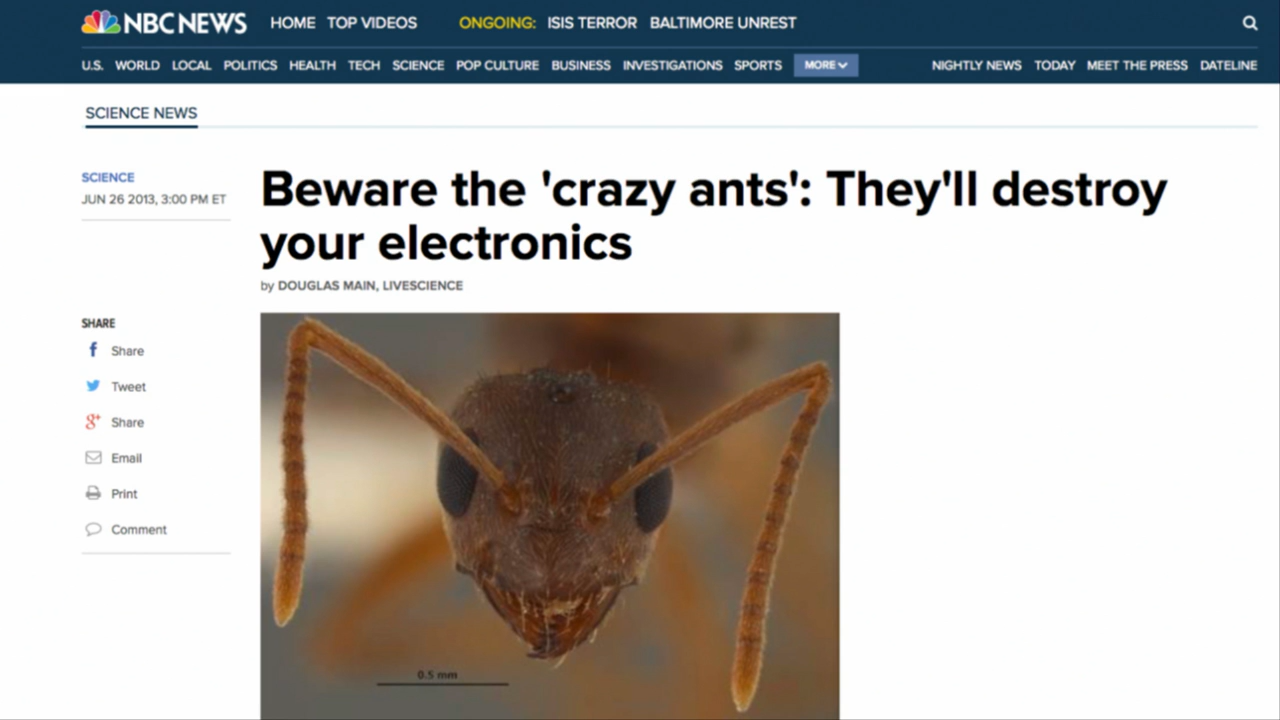 NBC NEWS HOME TOP VIDEOS ONGOING: ISIS TERROR BALTIMORE UNREST
U.S. WORLD LOCAL POLITICS HEALTH TECH SCIENCE POP CULTURE BUSINESS INVESTIGATIONS SPORTS MORE NIGHTLY NEWS TODAY MEET THE PRESS DATELINE
SCIENCE NEWS
SCIENCE
JUN 26 2013, 3:00 PM ET
Beware the 'crazy ants': They'll destroy
your electronics
by DOUGLAS MAIN, LIVESCIENCE
SHARE
f Share
Tweet
g+ Share
Email
Print
Comment
0.5 mm